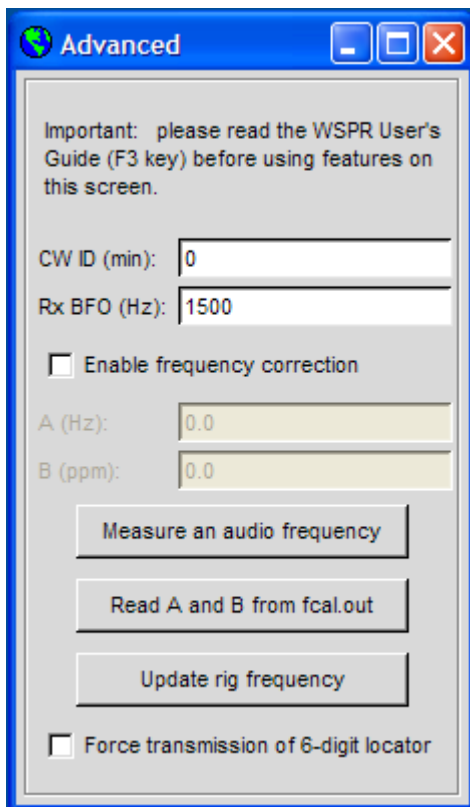 Advanced
Important:   please read the WSPR User's
Guide (F3 key) before using features on
this screen.
CW ID (min): 0
Rx BFO (Hz): 1500
Enable frequency correction
A (Hz): 0.0
B (ppm): 0.0
Measure an audio frequency
Read A and B from fcal.out
Update rig frequency
Force transmission of 6-digit locator